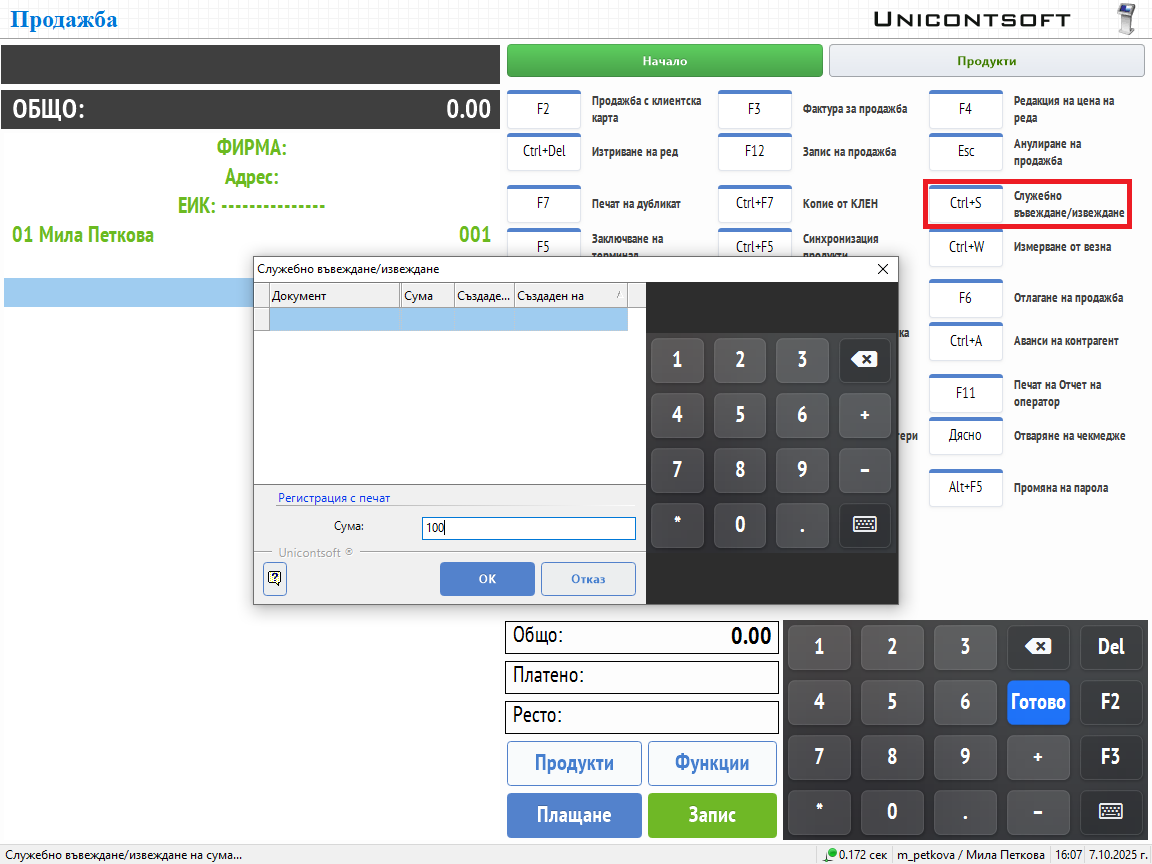 Продажба
UNICONTSOFT
Начало
Продукти
ОБЩО: 0.00
ФИРМА:
Адрес:
ЕИК: ---------------
01 Мила Петкова 001
F2
Продажба с клиентска
карта
F3
Фактура за продажба
F4
Редакция на цена на
реда
Ctrl+Del
Изтриване на ред
F12
Запис на продажба
Esc
Анулиране на
продажба
F7
Печат на дубликат
Ctrl+F7
Копие от КЛЕН
Ctrl+S
Служебно
въвеждане/извеждане
F5
Заключване на
терминал
Ctrl+F5
Синхронизация
продукти
Ctrl+W
Измерване от везна
F6
Отлагане на продажба
ка
Ctrl+A
Аванси на контрагент
F11
Печат на Отчет на
оператор
тери
Дясно
Отваряне на чекмедже
Alt+F5
Промяна на парола
Служебно въвеждане/извеждане
Документ Сума Създаде... Създаден на
1 2 3
4 5 6 +
7 8 9 −
* 0 .
Регистрация с печат
Сума: 100
Unicontsoft ®
ОК Отказ
Общо: 0.00
Платено:
Ресто:
Продукти Функции
Плащане Запис
1 2 3 Del
4 5 6 Готово F2
7 8 9 + F3
* 0 . −
Служебно въвеждане/извеждане на сума... 0.172 сек m_petkova / Мила Петкова 16:07 7.10.2025 г.